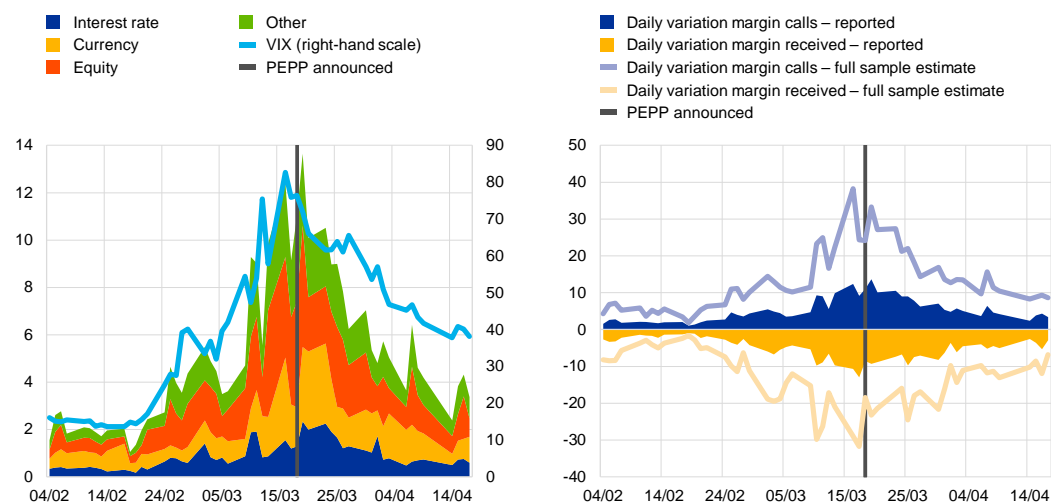 Interest rate
Currency
Equity
Other
VIX (right-hand scale)
PEPP announced
14
12
10
8
6
4
2
0
90
80
70
60
50
40
30
20
10
0
04/02 14/02 24/02 05/03 15/03 25/03 04/04 14/04
Daily variation margin calls – reported
Daily variation margin received – reported
Daily variation margin calls – full sample estimate
Daily variation margin received – full sample estimate
PEPP announced
50
40
30
20
10
0
-10
-20
-30
-40
04/02 14/02 24/02 05/03 15/03 25/03 04/04 14/04